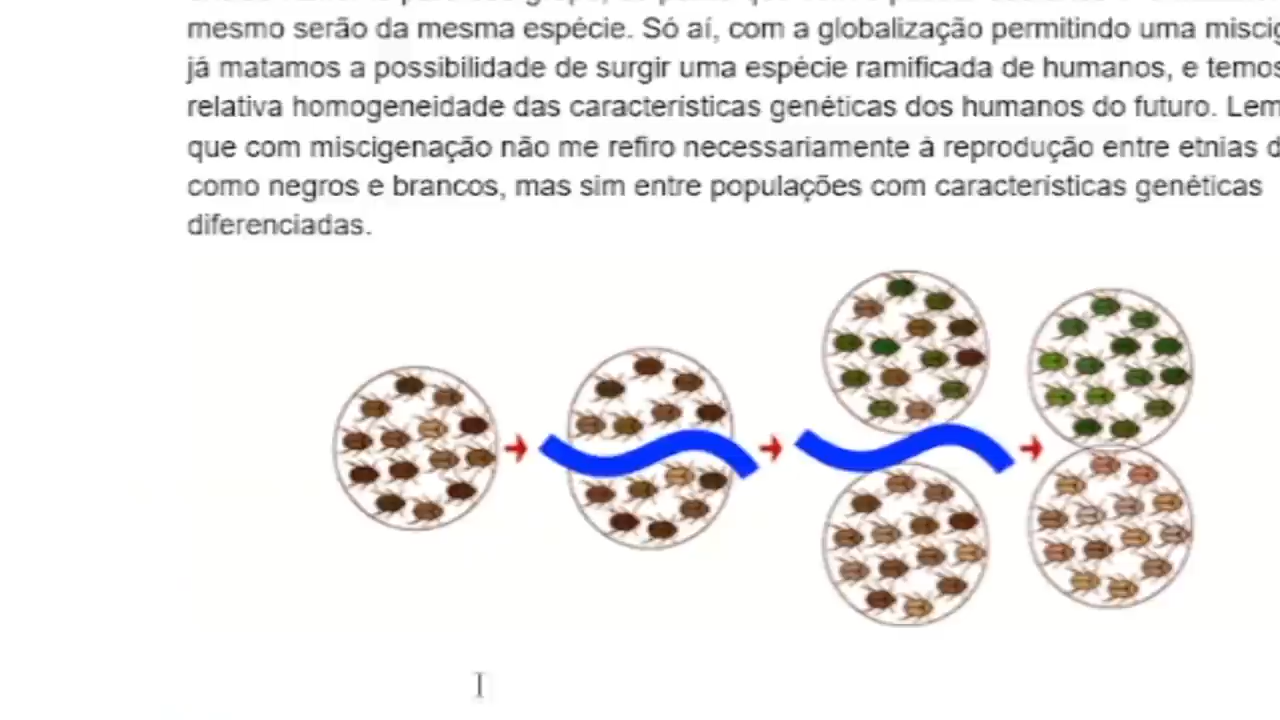 mesmo serão da mesma espécie. Só aí, com a globalização permitindo uma
já matamos a possibilidade de surgir uma espécie ramificada de humanos, e temos
relativa homogeneidade das características genéticas dos humanos do futuro.
que com miscigenação não me refiro necessariamente à reprodução entre etnias
como negros e brancos, mas sim entre populações com características genéticas
diferenciadas.